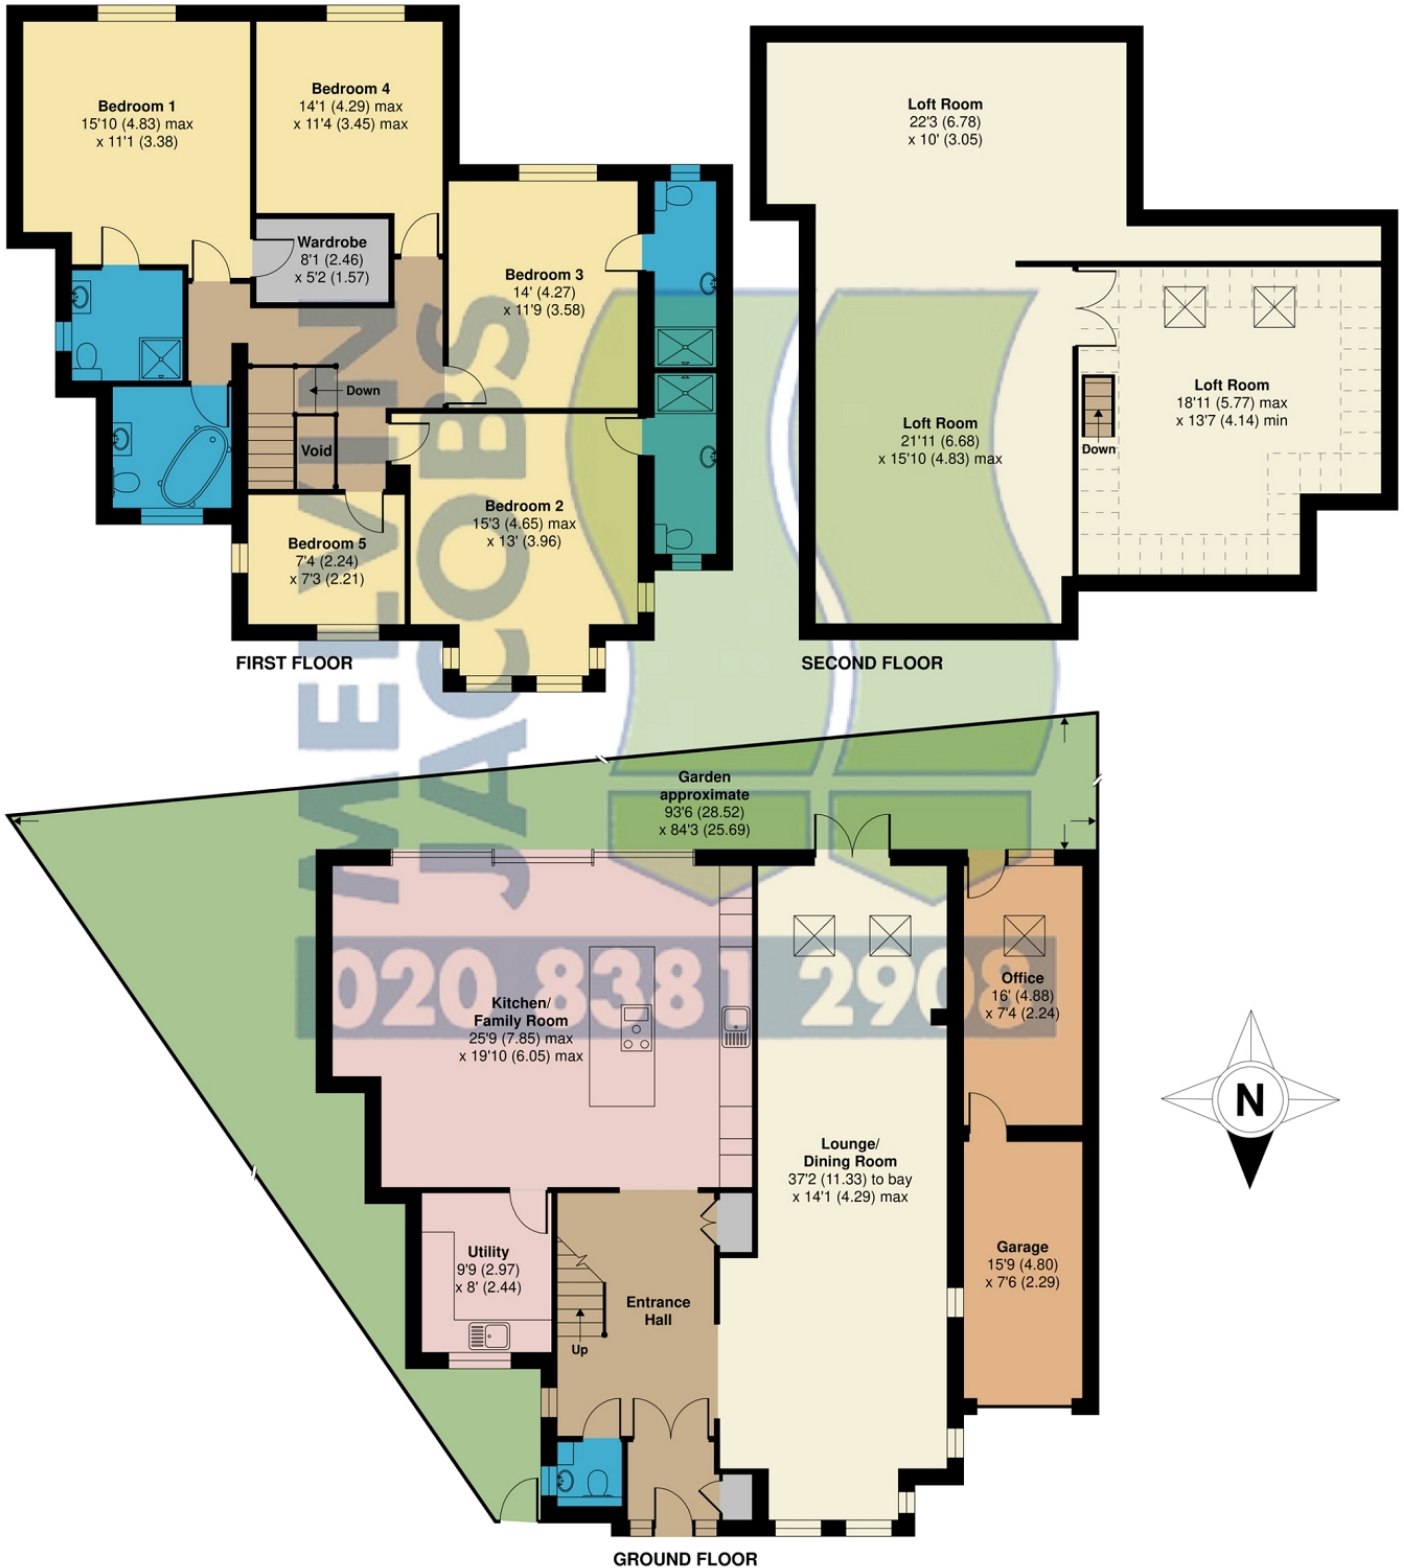 Bedroom 1
15'10 (4.83) max
x 11'1 (3.38)
Bedroom 4
14'1 (4.29) max
x 11'4 (3.45) max
Wardrobe
8'1 (2.46)
x 5'2 (1.57)
Bedroom 3
14' (4.27)
x 11'9 (3.58)
Down
Void
Bedroom 2
15'3 (4.65) max
x 13' (3.96)
Bedroom 5
7'4 (2.24)
x 7'3 (2.21)
FIRST FLOOR
Loft Room
22'3 (6.78)
x 10' (3.05)
Loft Room
21'11 (6.68)
x 15'10 (4.83) max
Loft Room
18'11 (5.77) max
x 13'7 (4.14) min
Down
SECOND FLOOR
MELVIN
JACOBS
020 8381 2908
Garden
approximate
93'6 (28.52)
x 84'3 (25.69)
Kitchen/
Family Room
25'9 (7.85) max
x 19'10 (6.05) max
Office
16' (4.88)
x 7'4 (2.24)
Lounge/
Dining Room
37'2 (11.33) to bay
x 14'1 (4.29) max
Utility
9'9 (2.97)
x 8' (2.44)
Entrance
Hall
Up
Garage
15'9 (4.80)
x 7'6 (2.29)
N
GROUND FLOOR